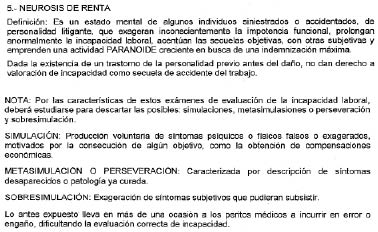 5.- NEUROSIS DE RENTA
Definición: Es un estado mental de algunos individuos siniestrados o accidentados, de
personalidad litigante, que exageran inconscientemente la impotencia funcional, prolongan
anormalmente la incapacidad laboral, acentúan las secuelas objetivas, con otras subjetivas y
emprenden una actividad PARANOIDE creciente en busca de una indemnización máxima.
Dada la existencia de un trastorno de la personalidad previo antes del daño, no dan derecho a
valoración de incapacidad como secuela de accidente del trabajo.
NOTA: Por las características de estos exámenes de evaluación de la incapacidad laboral,
deberá estudiarse para descartar las posibles: simulaciones, metasimulasiones o perseveración
y sobresimulación.
SIMULACIÓN: Producción voluntaria de síntomas psíquicos o físicos falsos o exagerados,
motivados por la consecución de algún objetivo, como la obtención de compensaciones
económicas.
METASIMULACIÓN O PERSEVERACIÓN: Caracterizada por descripción de síntomas
desaparecidos o patología ya curada.
SOBRESIMULACIÓN: Exageración de síntomas subjetivos que pudieran subsistir.
Lo antes expuesto lleva en más de una ocasión a los peritos médicos a incurrir en error o
engaño, dificultando la evaluación correcta de incapacidad.